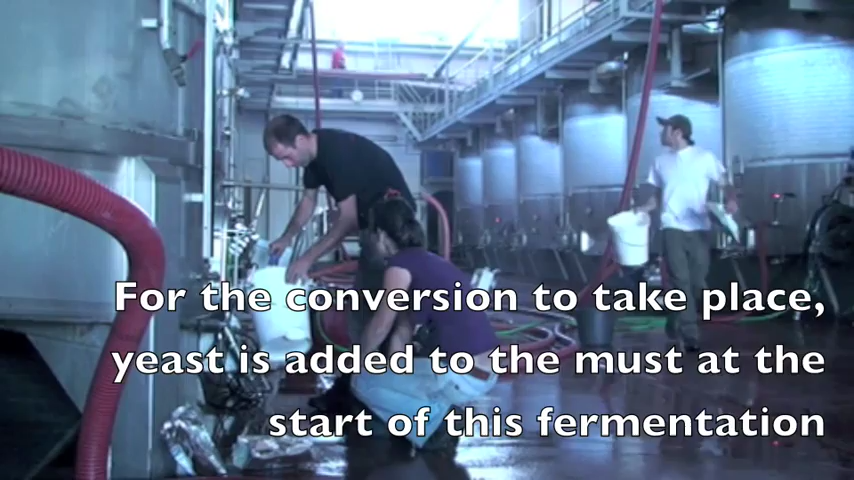 For the conversion to take place,
yeast is added to the must at the
start of this fermentation